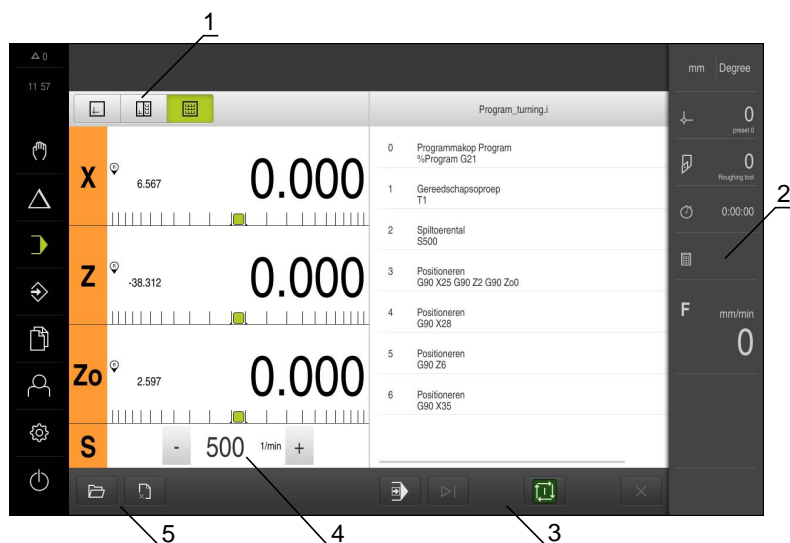 1
0
11 57
mm Degree
Program_turning.i
0
preset 0
0
Roughing tool
0:00:00
2
F mm/min
0
X R 6.567 0.000
Z R -38.312 0.000
Zo R 2.597 0.000
S - 500 1/min +
0 Programmakop Program
%Program G21
1 Gereedschapsoproep
T1
2 Spiltoerental
S500
3 Positioneren
G90 X25 G90 Z2 G90 Zo0
4 Positioneren
G90 X28
5 Positioneren
G90 Z6
6 Positioneren
G90 X35
5
4
3